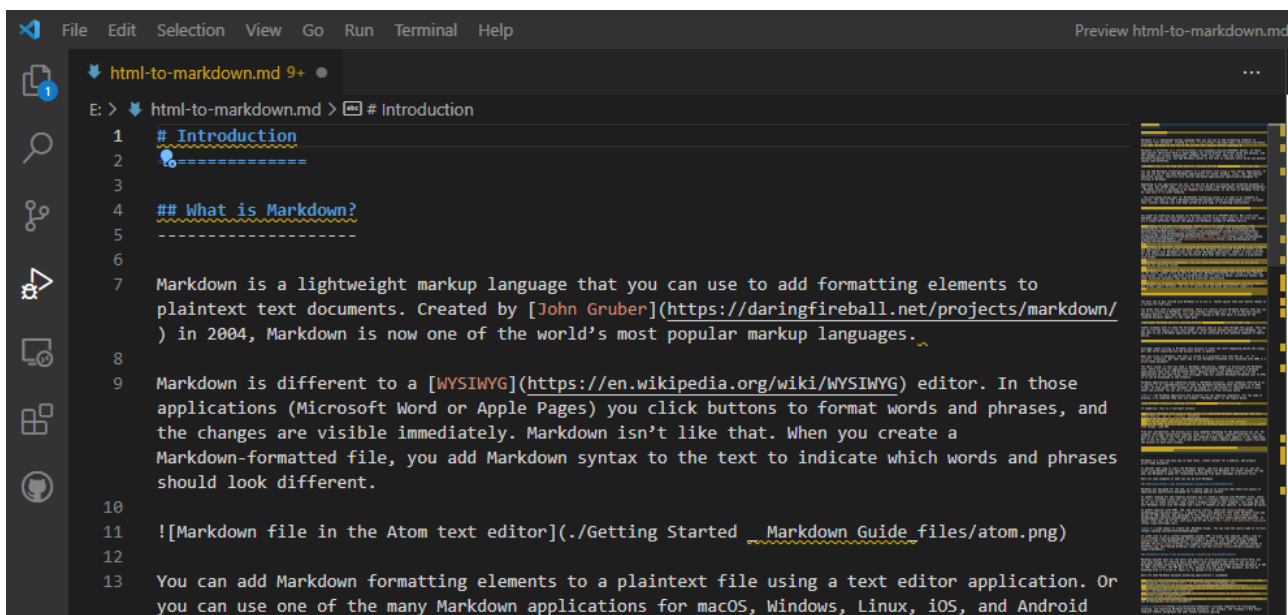 File Edit Selection View Go Run Terminal Help Preview html-to-markdown.md
html-to-markdown.md 9+
E: > html-to-markdown.md > # Introduction
1 # Introduction
2 =============
3
4 ## What is Markdown?
5 --------------------
6
7 Markdown is a lightweight markup language that you can use to add formatting elements to
plaintext text documents. Created by [John Gruber](https://daringfireball.net/projects/markdown/
) in 2004, Markdown is now one of the world’s most popular markup languages.
8
9 Markdown is different to a [WYSIWYG](https://en.wikipedia.org/wiki/WYSIWYG) editor. In those
applications (Microsoft Word or Apple Pages) you click buttons to format words and phrases, and
the changes are visible immediately. Markdown isn’t like that. When you create a
Markdown-formatted file, you add Markdown syntax to the text to indicate which words and phrases
should look different.
10
11 ![Markdown file in the Atom text editor](./Getting Started _ Markdown Guide_files/atom.png)
12
13 You can add Markdown formatting elements to a plaintext file using a text editor application. Or
you can use one of the many Markdown applications for macOS, Windows, Linux, iOS, and Android
1